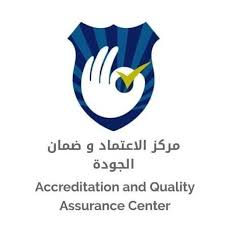 مركز الاعتماد و ضمان
الجودة
Accreditation and Quality
Assurance Center